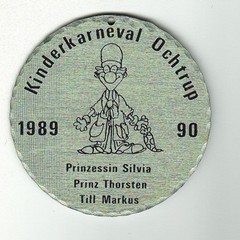 Kinderkarneval Ochtrup
1989 90
Prinzessin Silvia
Prinz Thorsten
Till Markus